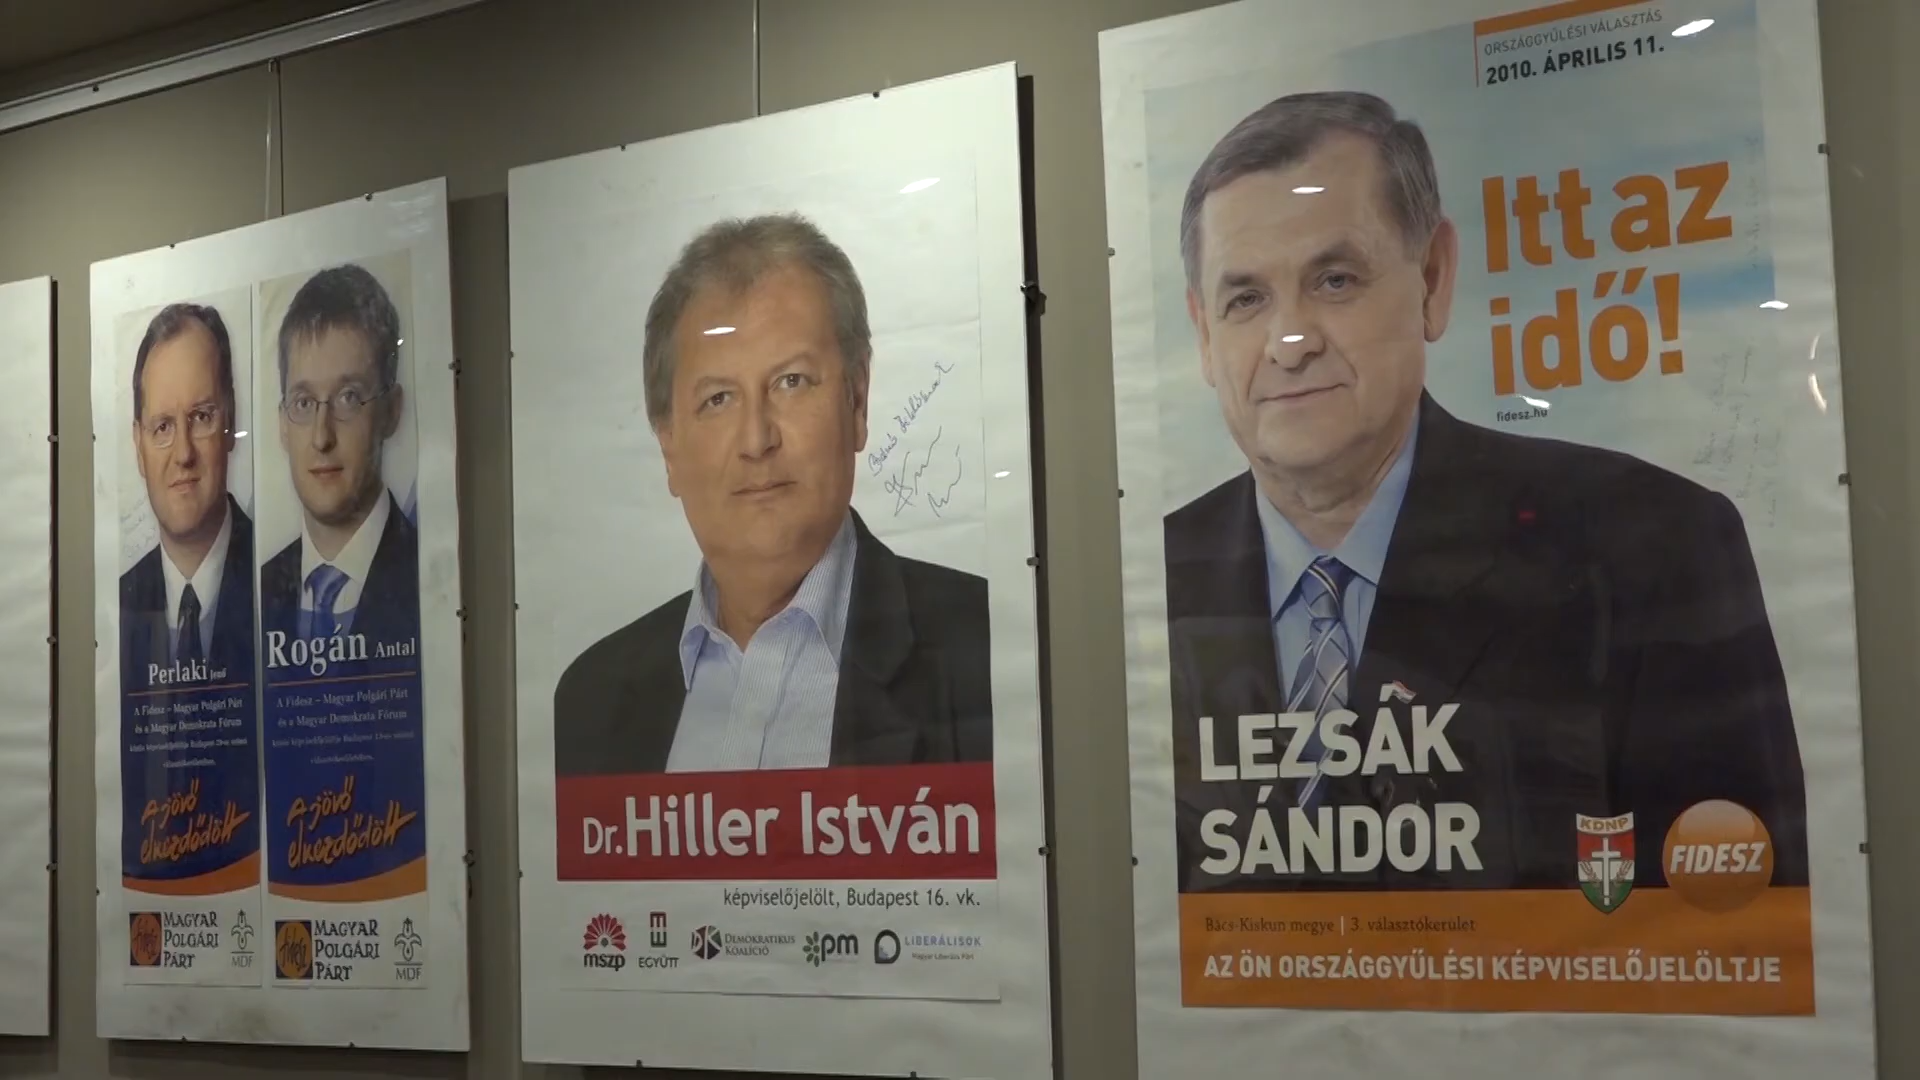 Perlaki Jenő
A Fidesz – Magyar Polgári Párt
és a Magyar Demokrata Fórum
választókerületben.
A jövő
elkezdődött
MAGYAR
POLGÁRI
PÁRT
MDF
Rogán Antal
A Fidesz – Magyar Polgári Párt
és a Magyar Demokrata Fórum
választókerületben.
A jövő
elkezdődött
MAGYAR
POLGÁRI
PÁRT
MDF
Dr. Hiller István
képviselőjelölt, Budapest 16. vk.
mszp
EGYÜTT
DK DEMOKRATIKUS
KOALÍCIÓ
pm
LIBERÁLISOK
Magyar Liberális Párt
ORSZÁGGYŰLÉSI VÁLASZTÁS
2010. ÁPRILIS 11.
Itt az
idő!
fidesz.hu
LEZSÁK
SÁNDOR
KDNP
FIDESZ
Bács-Kiskun megye | 3. választókerület
AZ ÖN ORSZÁGGYŰLÉSI KÉPVISELŐJELÖLTJE